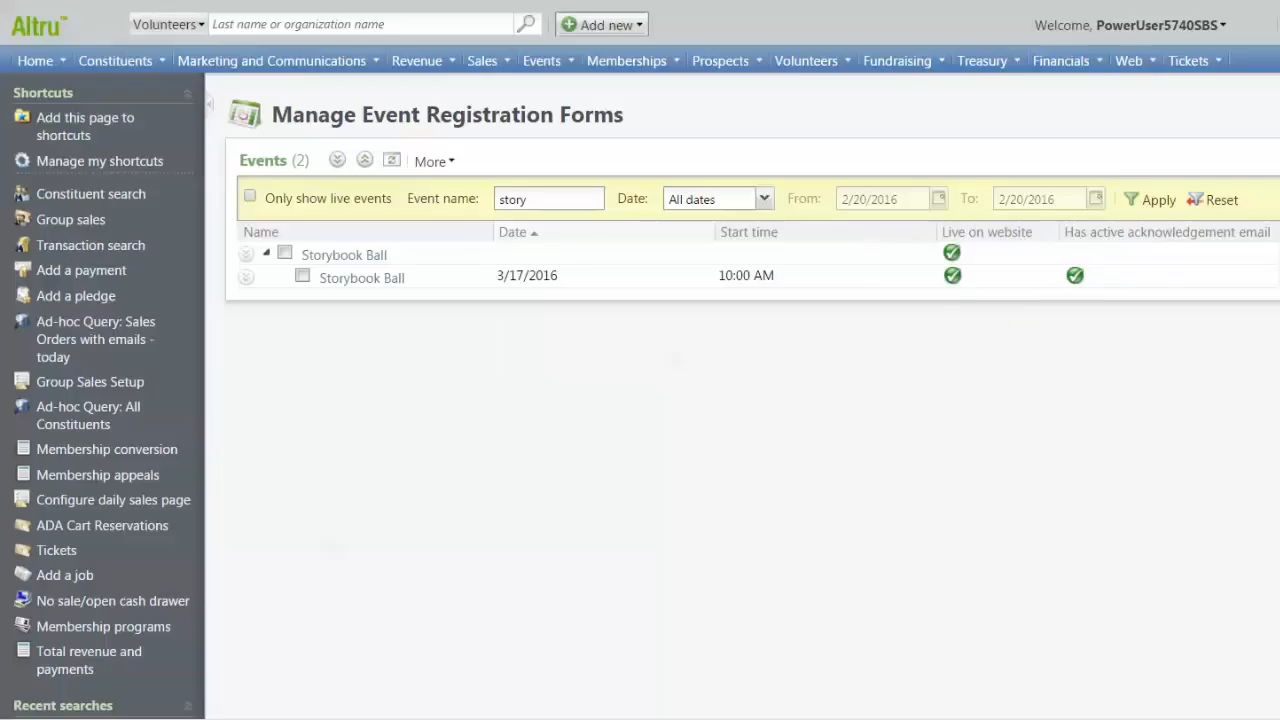 Altru™ Volunteers Last name or organization name Add new Welcome, PowerUser5740SBS
Home Constituents Marketing and Communications Revenue Sales Events Memberships Prospects Volunteers Fundraising Treasury Financials Web Tickets
Shortcuts
Add this page to
shortcuts
Manage my shortcuts
Constituent search
Group sales
Transaction search
Add a payment
Add a pledge
Ad-hoc Query: Sales
Orders with emails -
today
Group Sales Setup
Ad-hoc Query: All
Constituents
Membership conversion
Membership appeals
Configure daily sales page
ADA Cart Reservations
Tickets
Add a job
No sale/open cash drawer
Membership programs
Total revenue and
payments
Recent searches
Manage Event Registration Forms
Events (2) More
Only show live events Event name: story Date: All dates From: 2/20/2016 To: 2/20/2016 Apply Reset
Name Date Start time Live on website Has active acknowledgement email
Storybook Ball
Storybook Ball 3/17/2016 10:00 AM